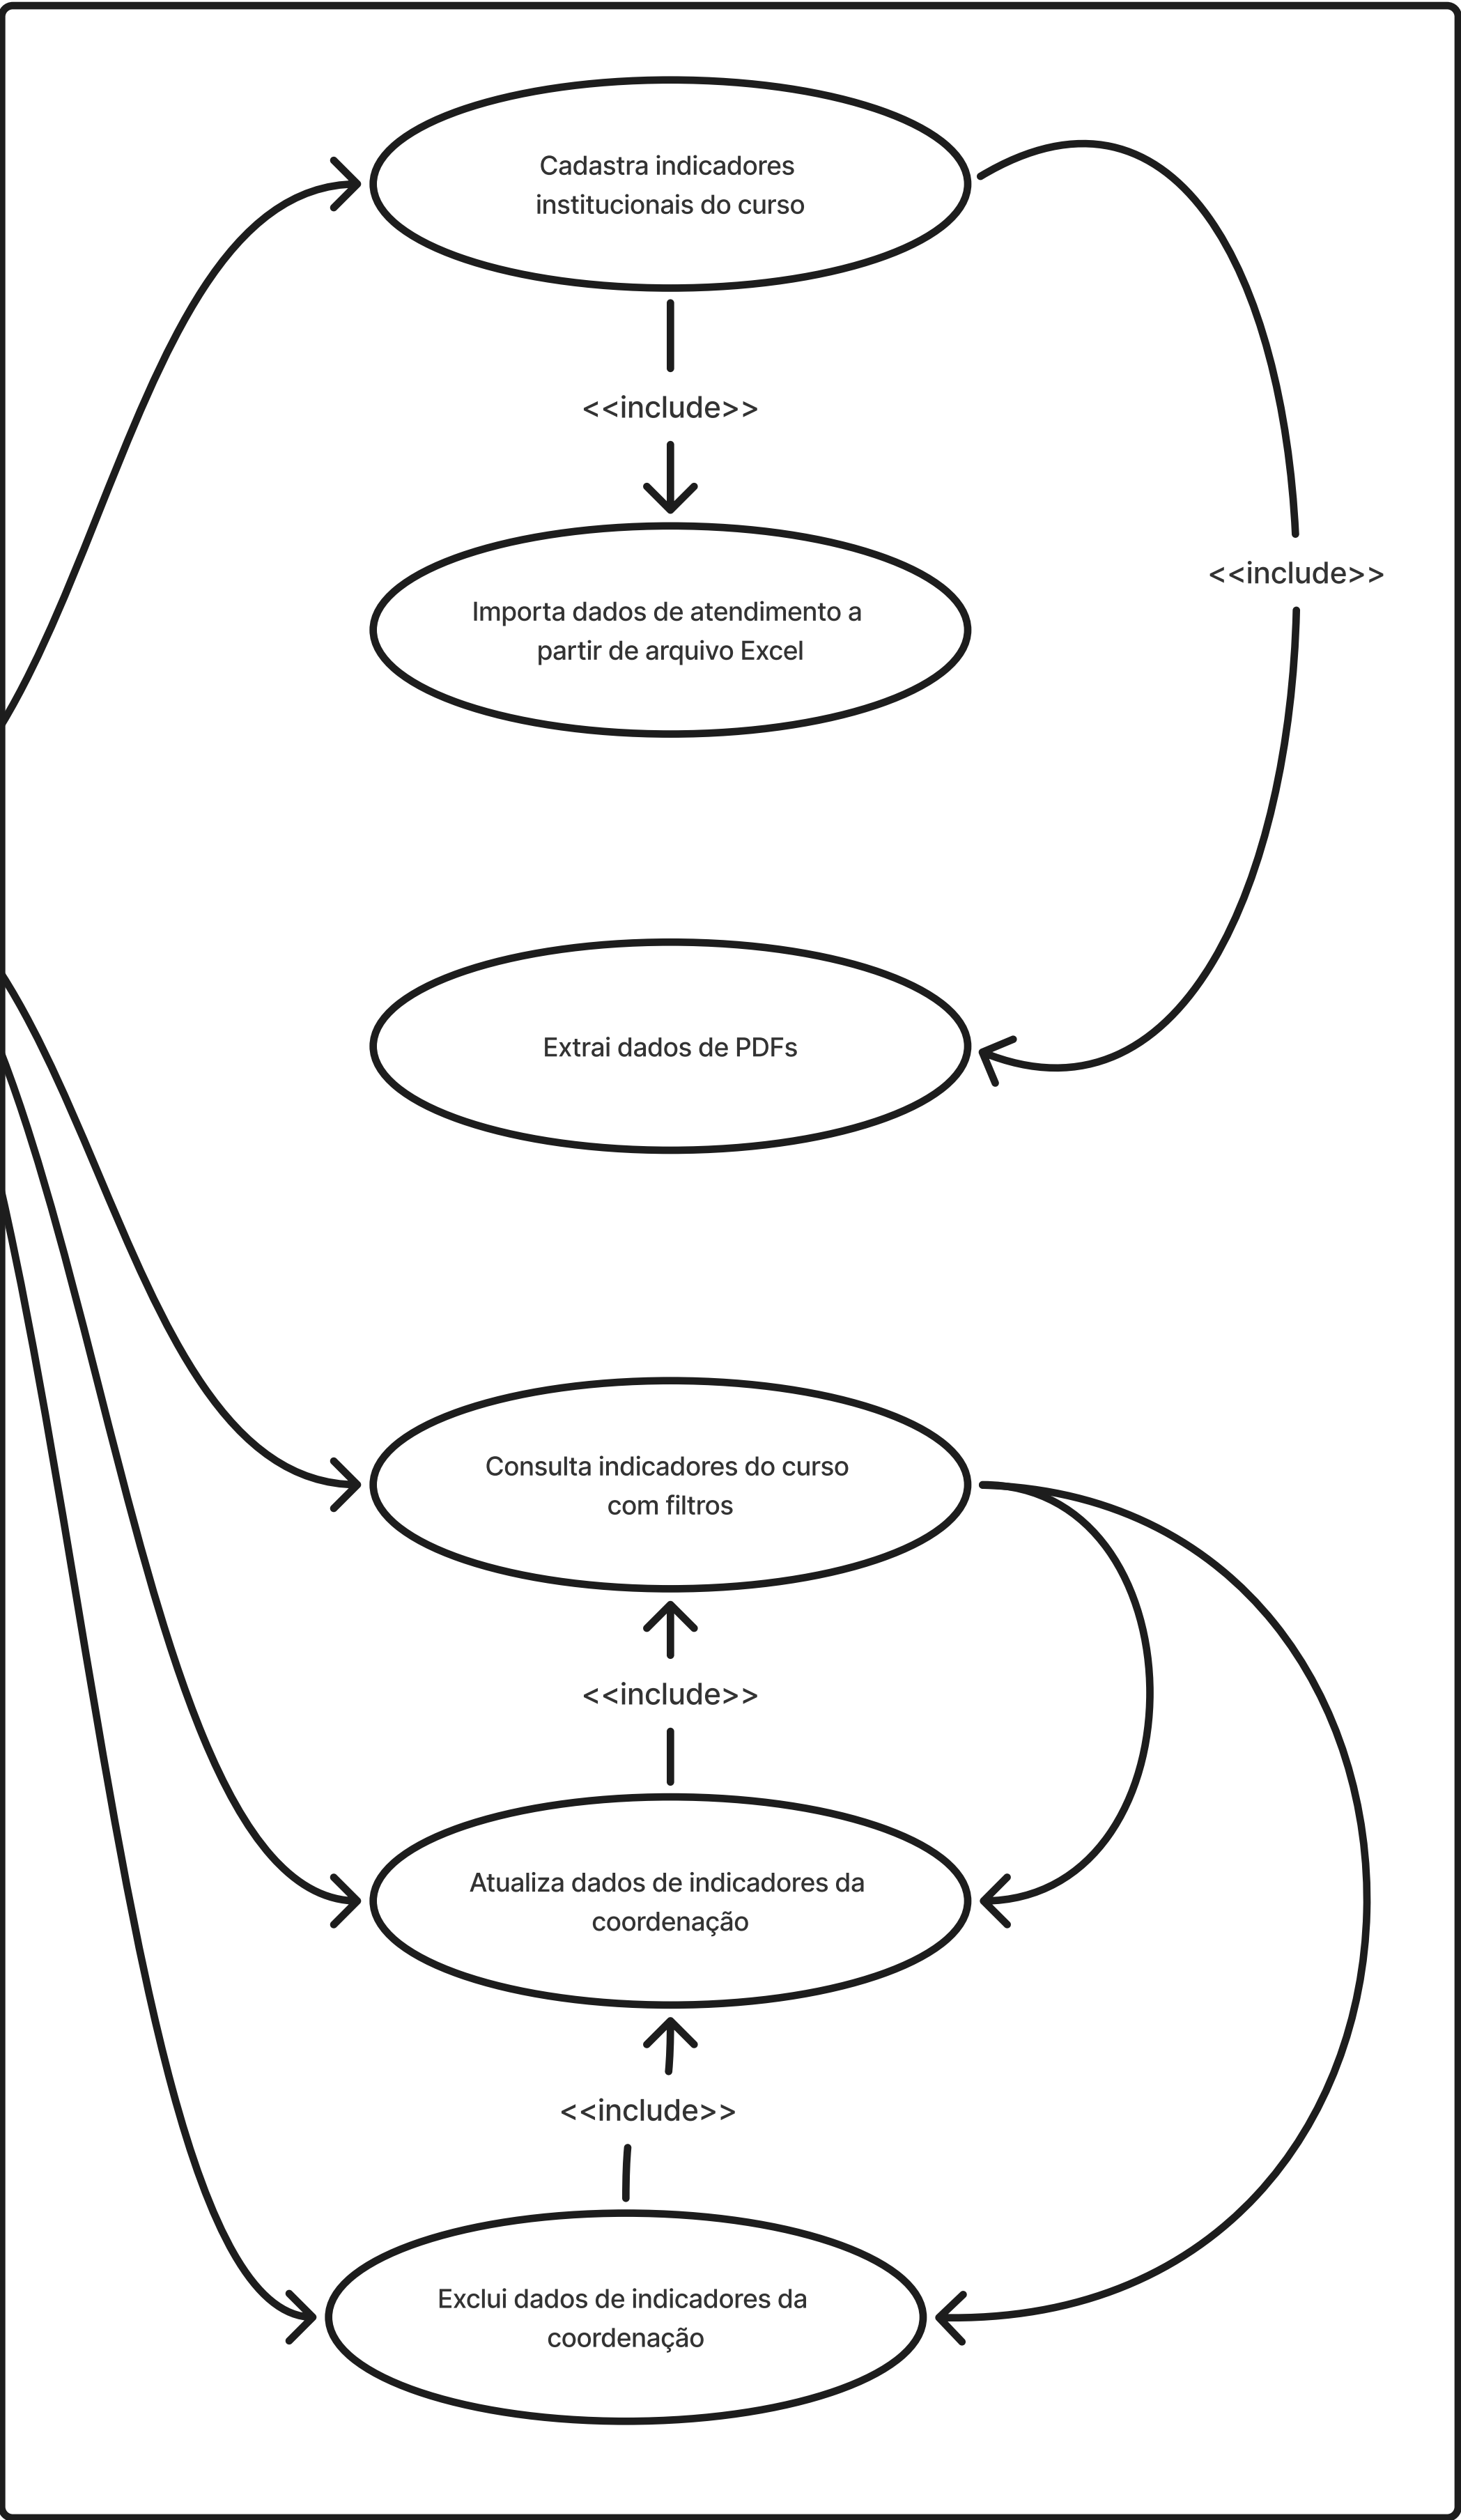 Cadastra indicadores
institucionais do curso
<<include>>
<<include>>
Importa dados de atendimento a
partir de arquivo Excel
Extrai dados de PDFs
Consulta indicadores do curso
com filtros
<<include>>
Atualiza dados de indicadores da
coordenação
<<include>>
Exclui dados de indicadores da
coordenação